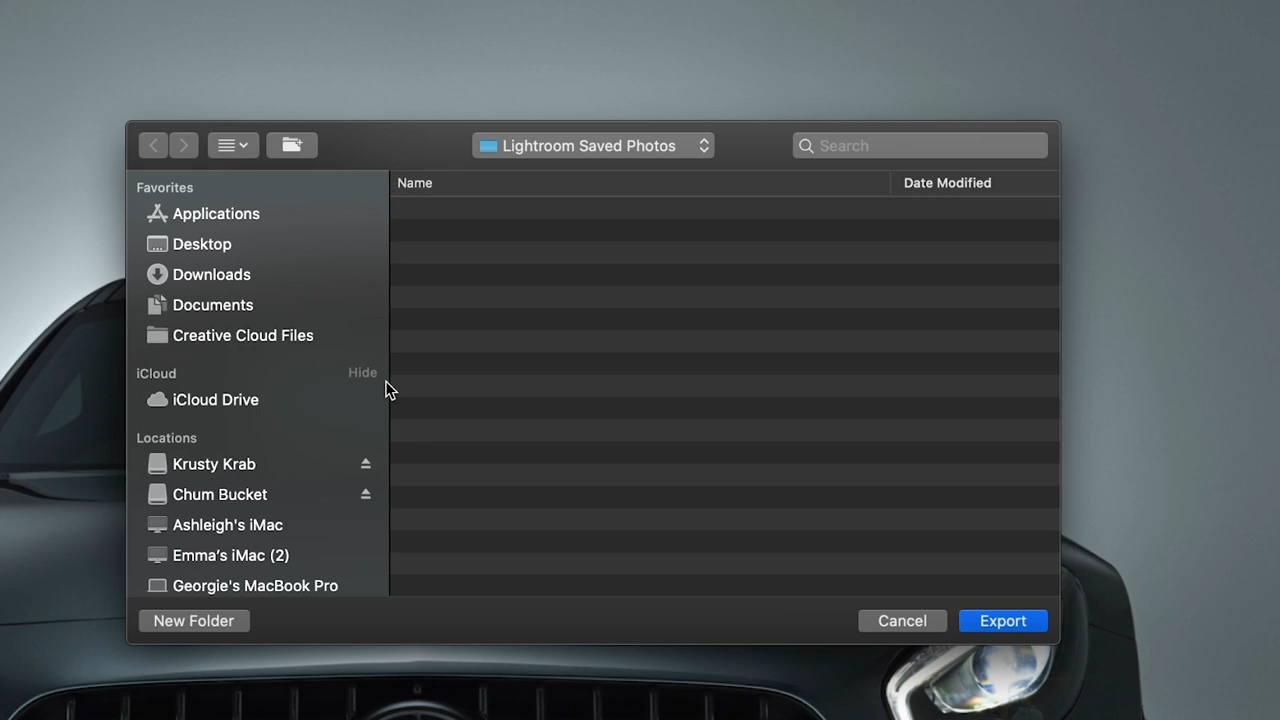 Lightroom Saved Photos
Search
Favorites
Name
Date Modified
Applications
Desktop
Downloads
Documents
Creative Cloud Files
iCloud
Hide
iCloud Drive
Locations
Krusty Krab
Chum Bucket
Ashleigh's iMac
Emma's iMac (2)
Georgie's MacBook Pro
New Folder
Cancel
Export